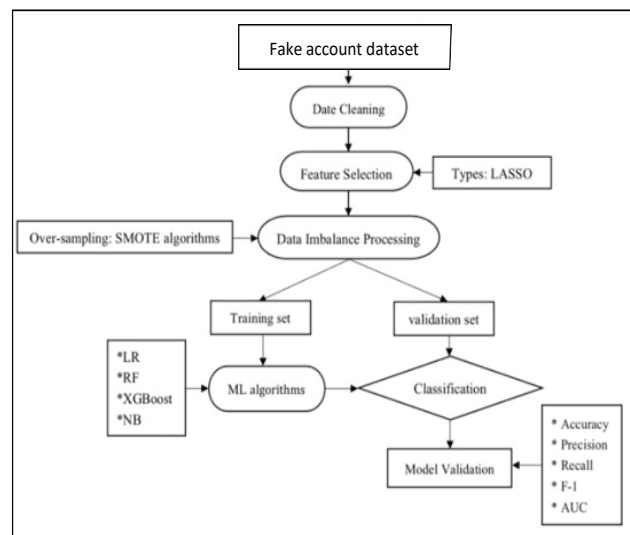 Fake account dataset
Date Cleaning
Feature Selection
Types: LASSO
Over-sampling: SMOTE algorithms
Data Imbalance Processing
Training set
validation set
*LR
*RF
*XGBoost
*NB
ML algorithms
Classification
* Accuracy
* Precision
* Recall
* F-1
* AUC
Model Validation